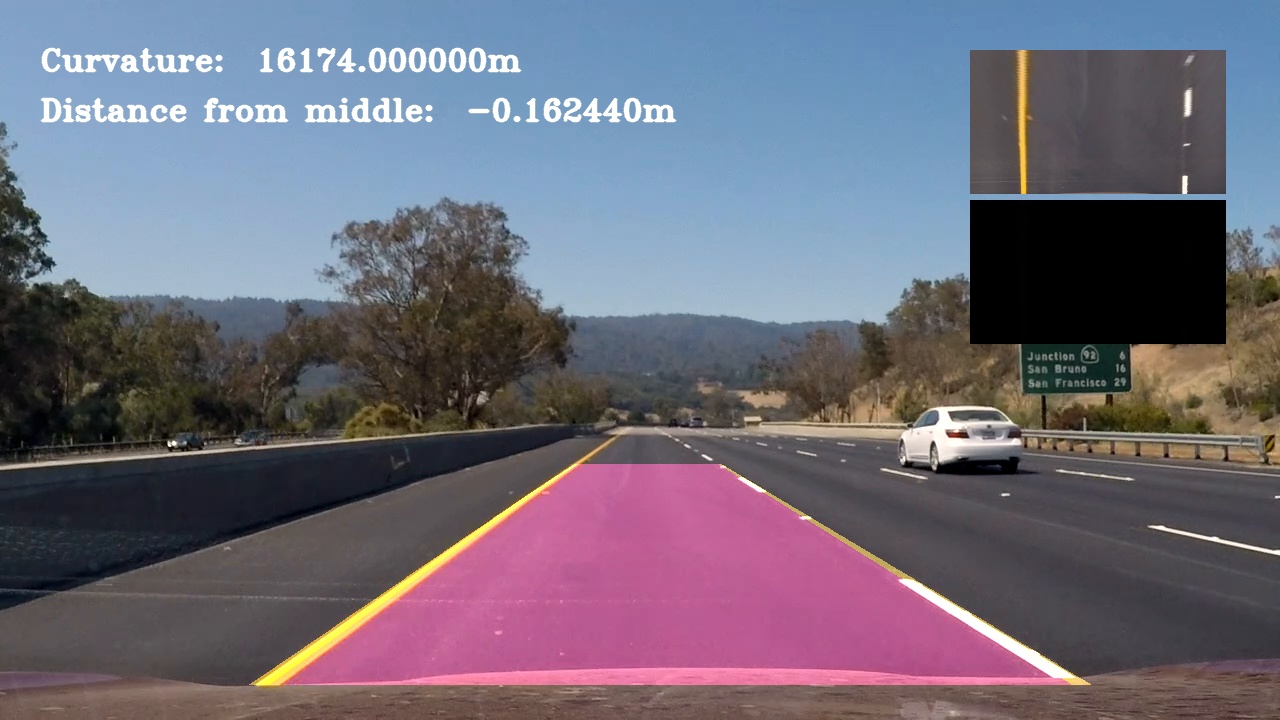 Curvature: 16174.000000m
Distance from middle: -0.162440m
Junction 92 6
San Bruno 16
San Francisco 29